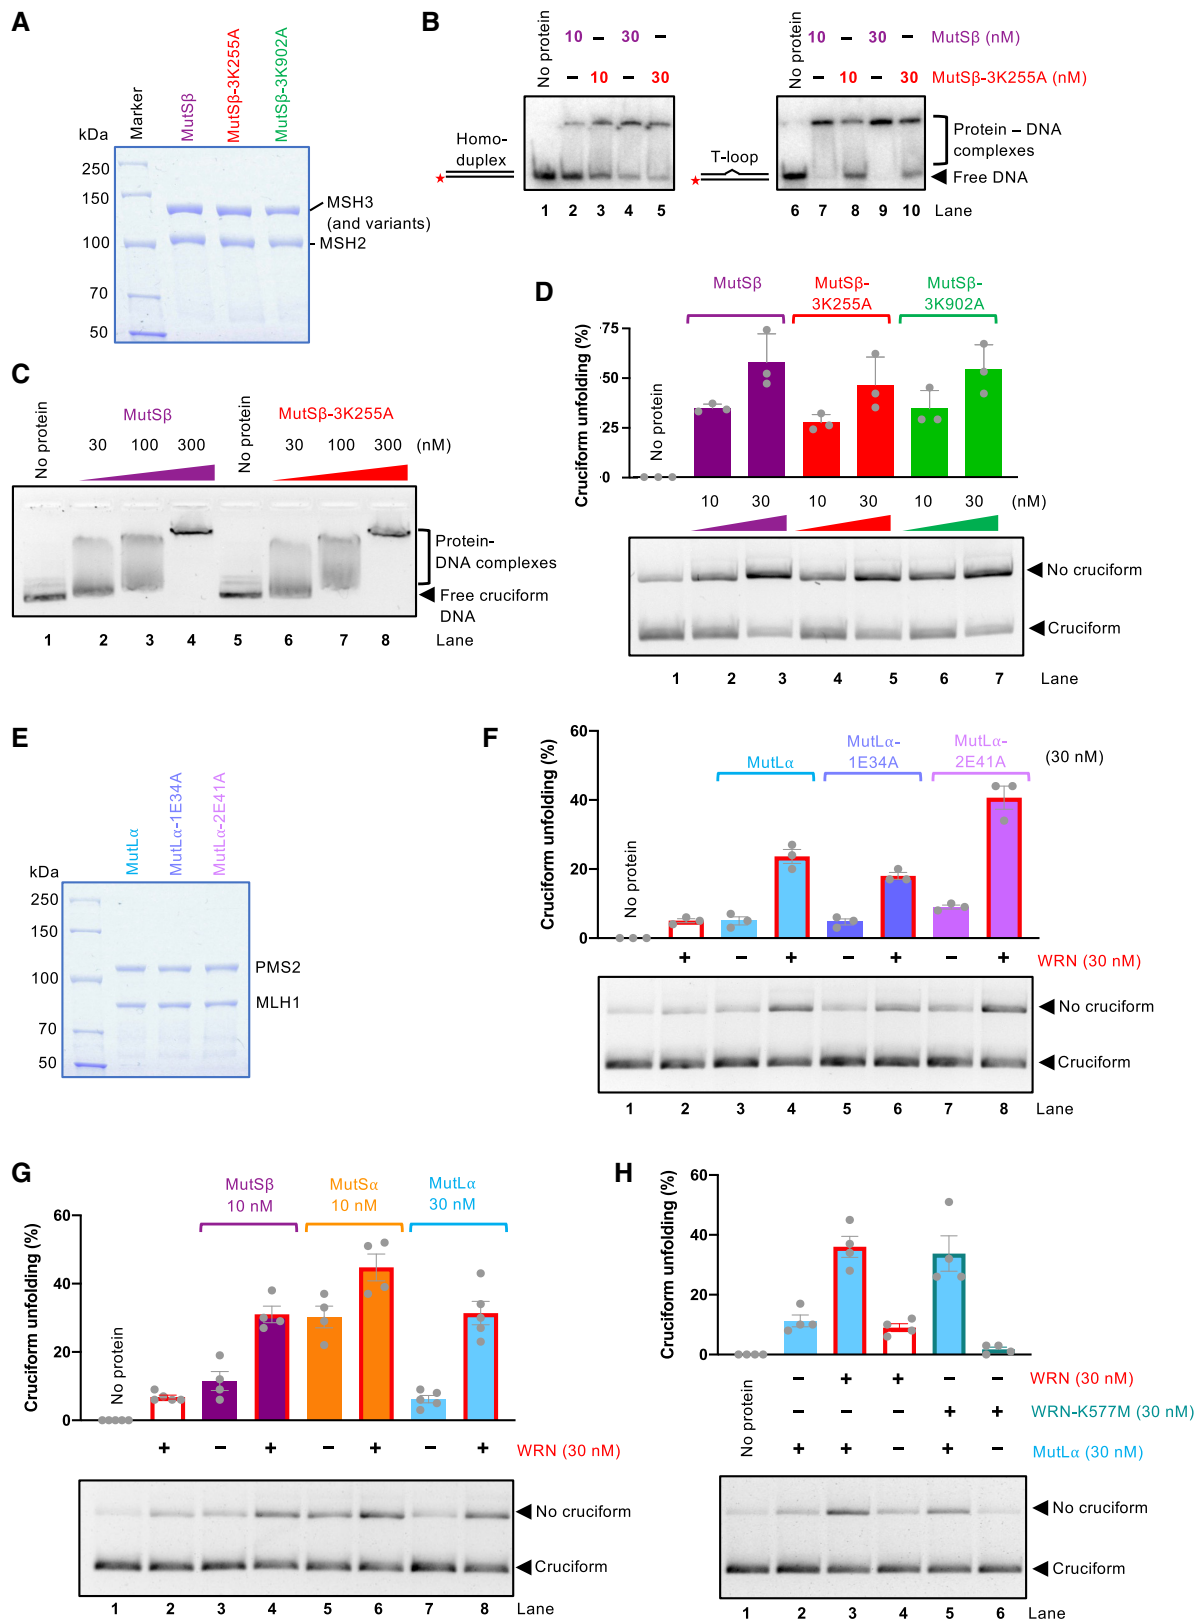 A
kDa
Marker
MutSβ
MutSβ-3K255A
MutSβ-3K902A
250
150
100
70
50
MSH3
(and variants)
MSH2
B
No protein
10 – 30 –
– 10 – 30
No protein
10 – 30 – MutSβ (nM)
– 10 – 30 MutSβ-3K255A (nM)
Homo-
duplex
T-loop
Protein – DNA
complexes
Free DNA
1 2 3 4 5
6 7 8 9 10 Lane
C
No protein
MutSβ
30 100 300
No protein
MutSβ-3K255A
30 100 300 (nM)
Protein-
DNA complexes
Free cruciform
DNA
1 2 3 4 5 6 7 8 Lane
D
MutSβ
MutSβ-
3K255A
MutSβ-
3K902A
Cruciform unfolding (%)
75
50
25
0
No protein
10 30 10 30 10 30 (nM)
No cruciform
Cruciform
1 2 3 4 5 6 7 Lane
E
kDa
MutLα
MutLα-1E34A
MutLα-2E41A
250
150
100
70
50
PMS2
MLH1
F
Cruciform unfolding (%)
60
40
20
0
No protein
MutLα
MutLα-
1E34A
MutLα-
2E41A
(30 nM)
+ – + – + – + WRN (30 nM)
No cruciform
Cruciform
1 2 3 4 5 6 7 8 Lane
G
Cruciform unfolding (%)
60
40
20
0
No protein
MutSβ
10 nM
MutSα
10 nM
MutLα
30 nM
+ – + – + – + WRN (30 nM)
No cruciform
Cruciform
1 2 3 4 5 6 7 8 Lane
H
Cruciform unfolding (%)
60
40
20
0
No protein
– + + – – WRN (30 nM)
– – – + + WRN-K577M (30 nM)
+ + – + – MutLα (30 nM)
No cruciform
Cruciform
1 2 3 4 5 6 Lane